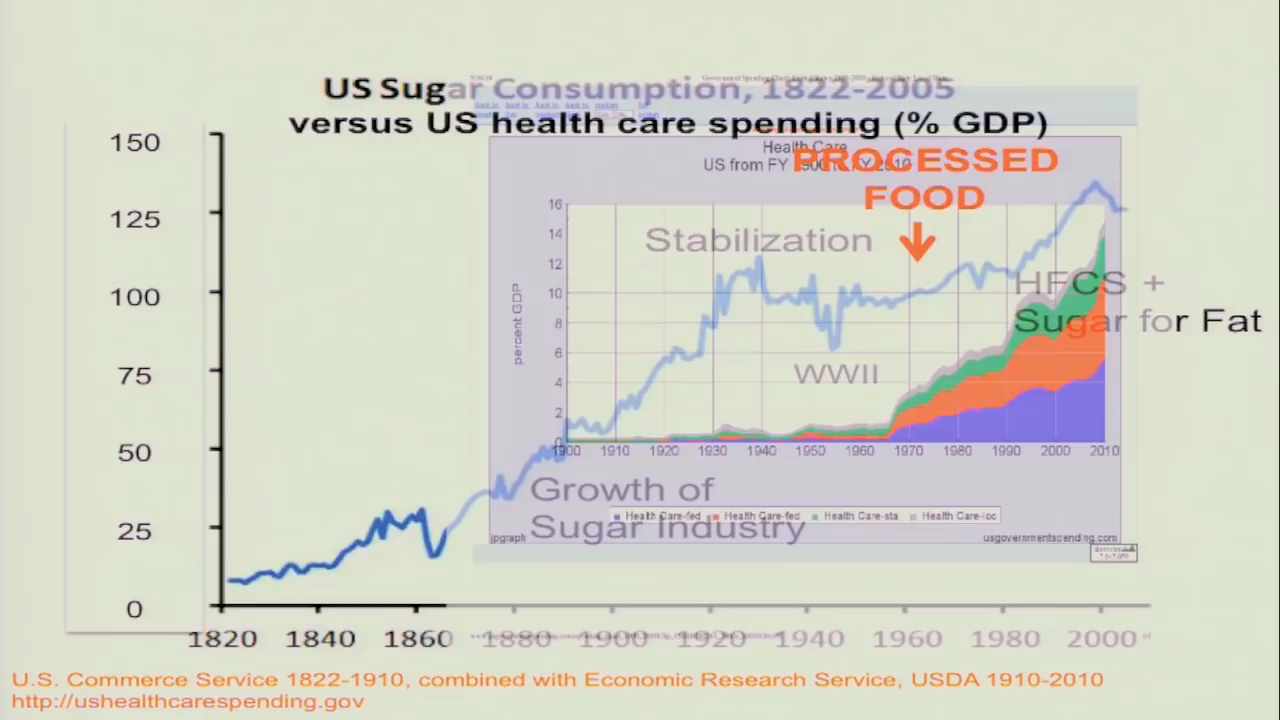 US Sugar Consumption, 1822-2005
versus US health care spending (% GDP)
Health Care
US from FY 1900 to FY 2010
PROCESSED
FOOD
150
125
100
75
50
25
0
16
14
12
10
8
6
4
2
0
percent GDP
Stabilization
HFCS +
Sugar for Fat
WWII
1900 1910 1920 1930 1940 1950 1960 1970 1980 1990 2000 2010
Growth of
Sugar Industry
Health Care-fed Health Care-fed Health Care-sta Health Care-loc
jpgraph usgovernmentspending.com
1820 1840 1860 1880 1900 1920 1940 1960 1980 2000
U.S. Commerce Service 1822-1910, combined with Economic Research Service, USDA 1910-2010
http://ushealthcarespending.gov